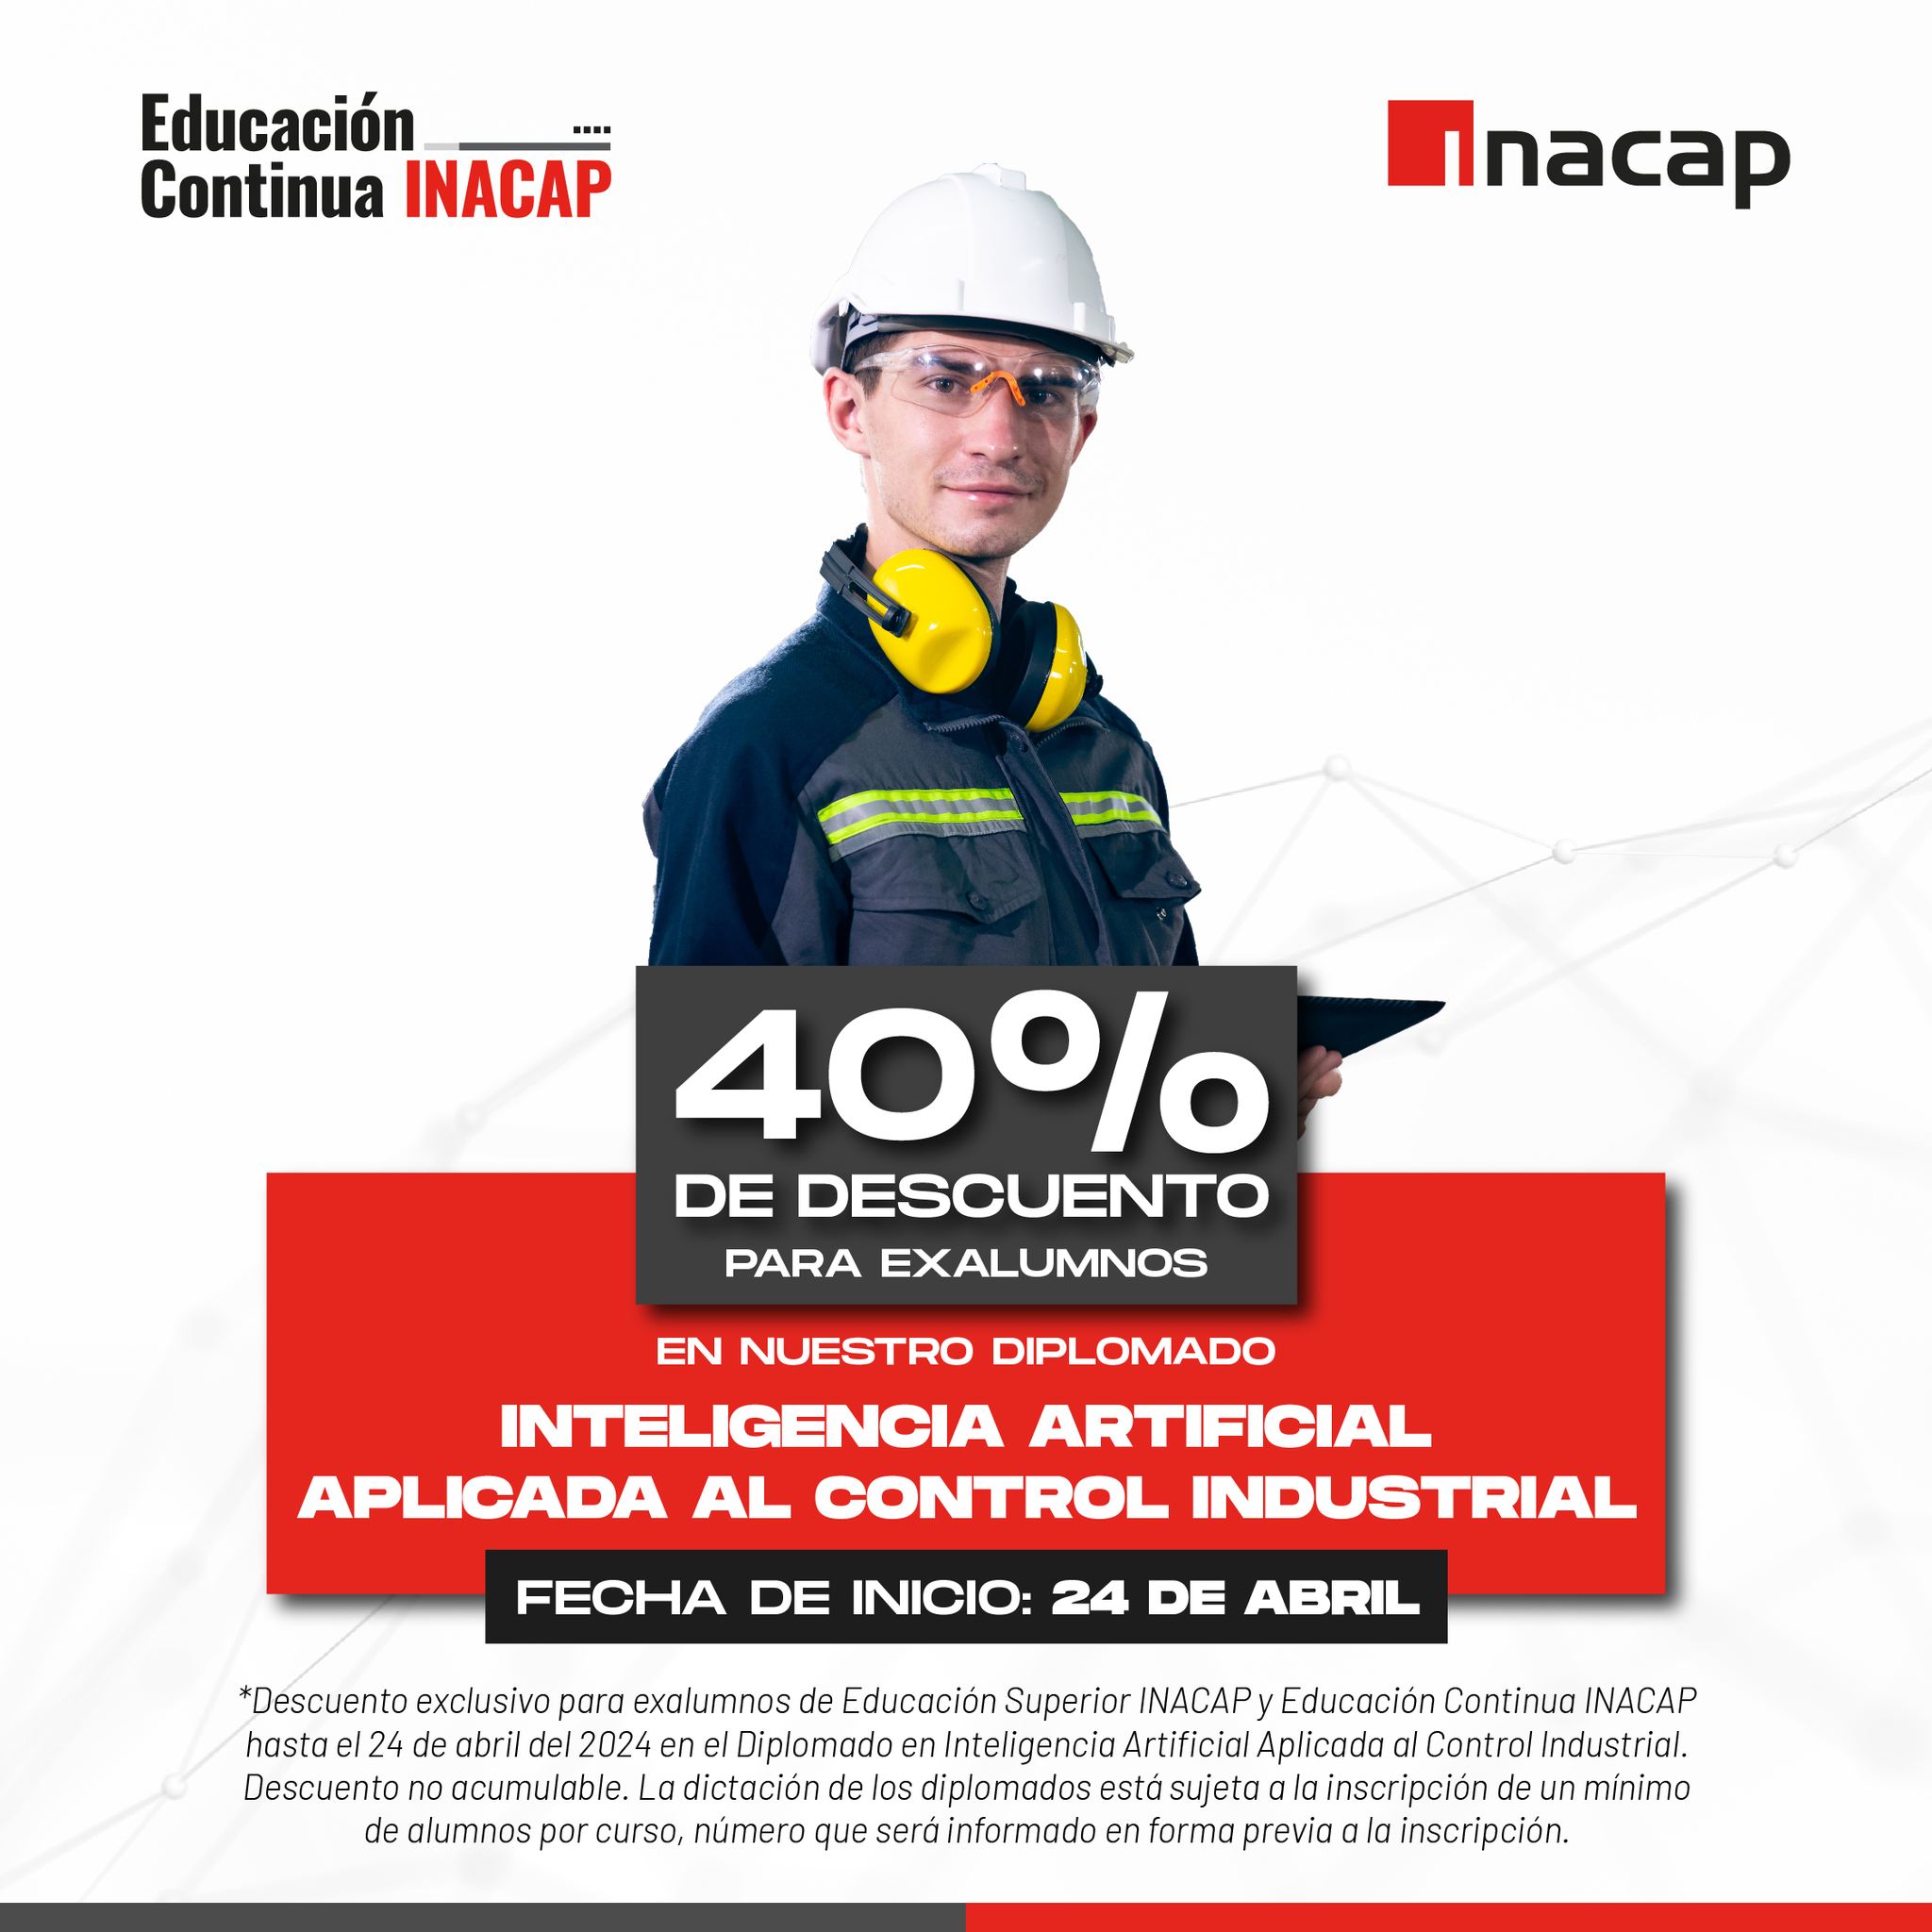 Educación
Continua INACAP
inacap
40%
DE DESCUENTO
PARA EXALUMNOS
EN NUESTRO DIPLOMADO
INTELIGENCIA ARTIFICIAL
APLICADA AL CONTROL INDUSTRIAL
FECHA DE INICIO: 24 DE ABRIL
*Descuento exclusivo para exalumnos de Educación Superior INACAP y Educación Continua INACAP
hasta el 24 de abril del 2024 en el Diplomado en Inteligencia Artificial Aplicada al Control Industrial.
Descuento no acumulable. La dictación de los diplomados está sujeta a la inscripción de un mínimo
de alumnos por curso, número que será informado en forma previa a la inscripción.